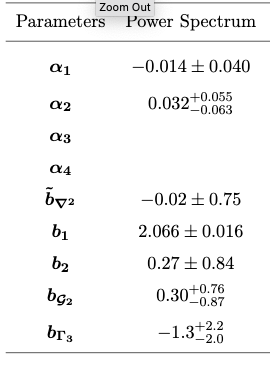 Zoom Out
Parameters Power Spectrum
α₁ −0.014 ± 0.040
α₂ 0.032⁺⁰·⁰⁵⁵₋₀.₀₆₃
α₃
α₄
b̃_∇² −0.02 ± 0.75
b₁ 2.066 ± 0.016
b₂ 0.27 ± 0.84
b_𝒢₂ 0.30⁺⁰·⁷⁶₋₀.₈₇
b_Γ₃ −1.3⁺²·²₋₂.₀